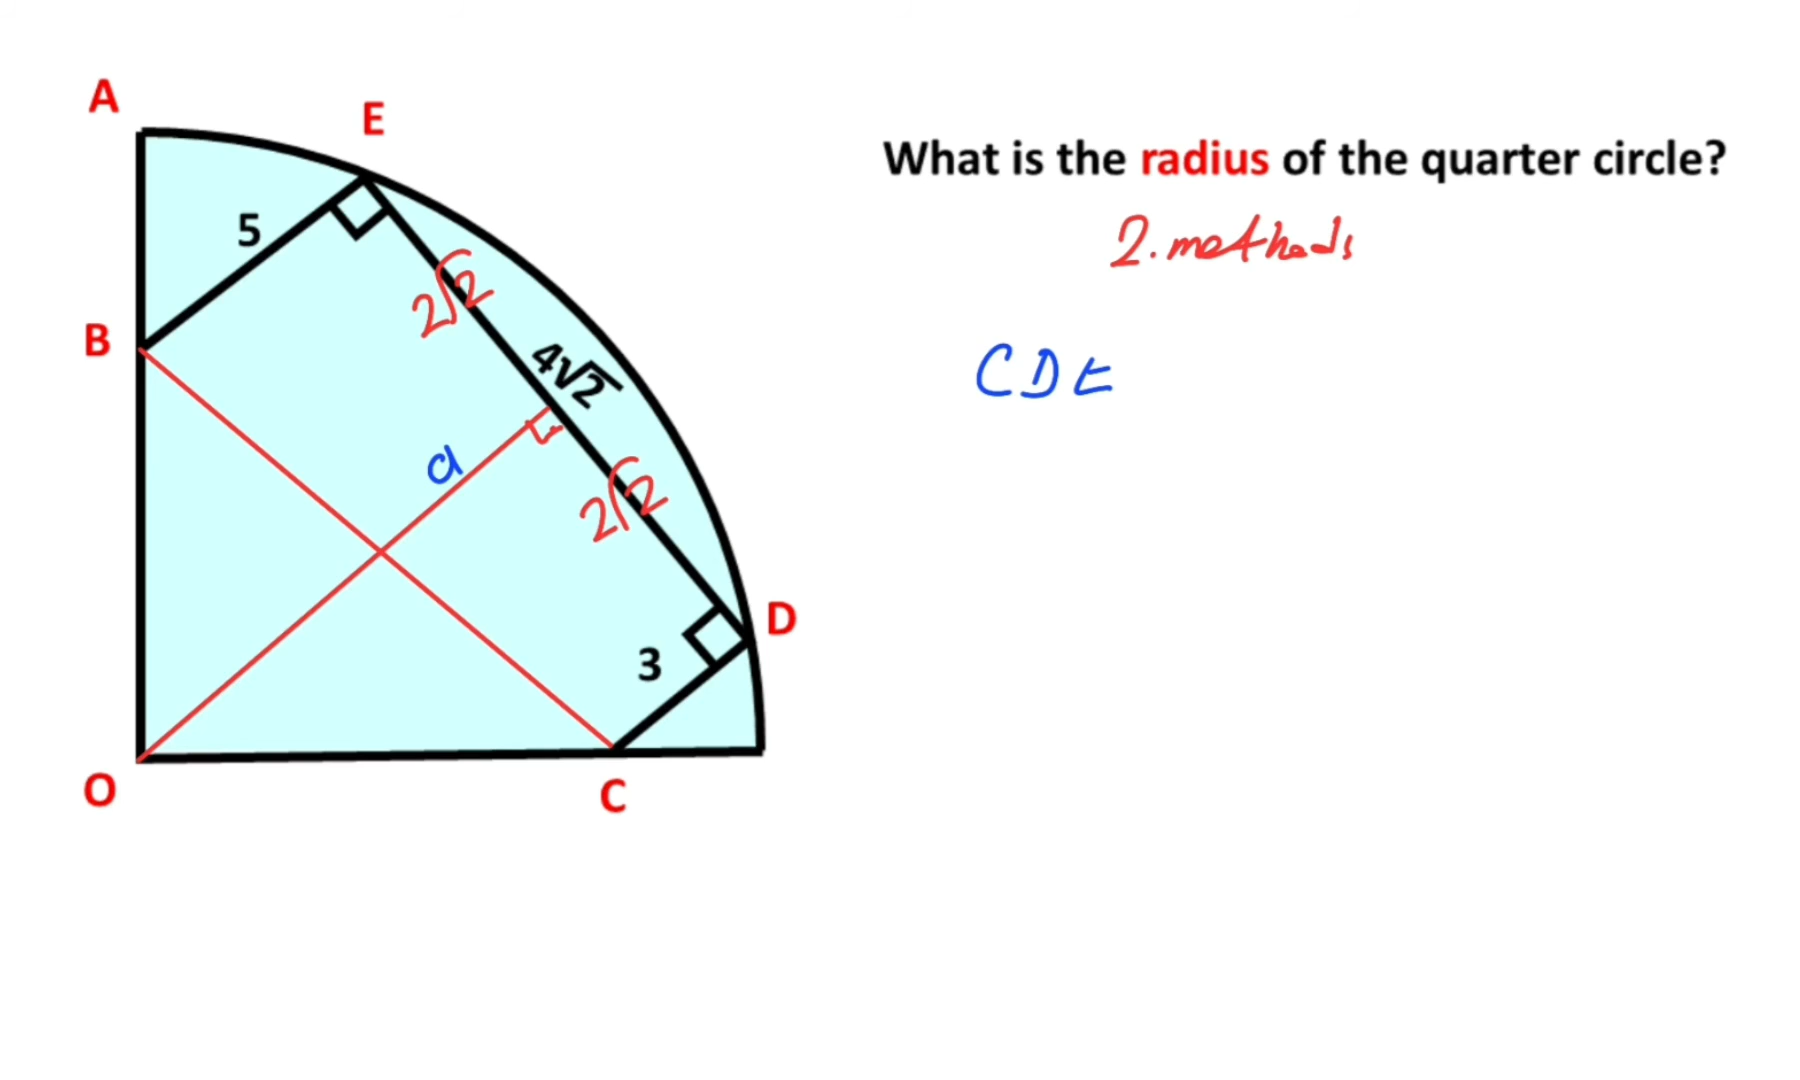 A
E
What is the radius of the quarter circle?
5
2.methods
2√2
B
4√2
CDE
d
2√2
D
3
O
C